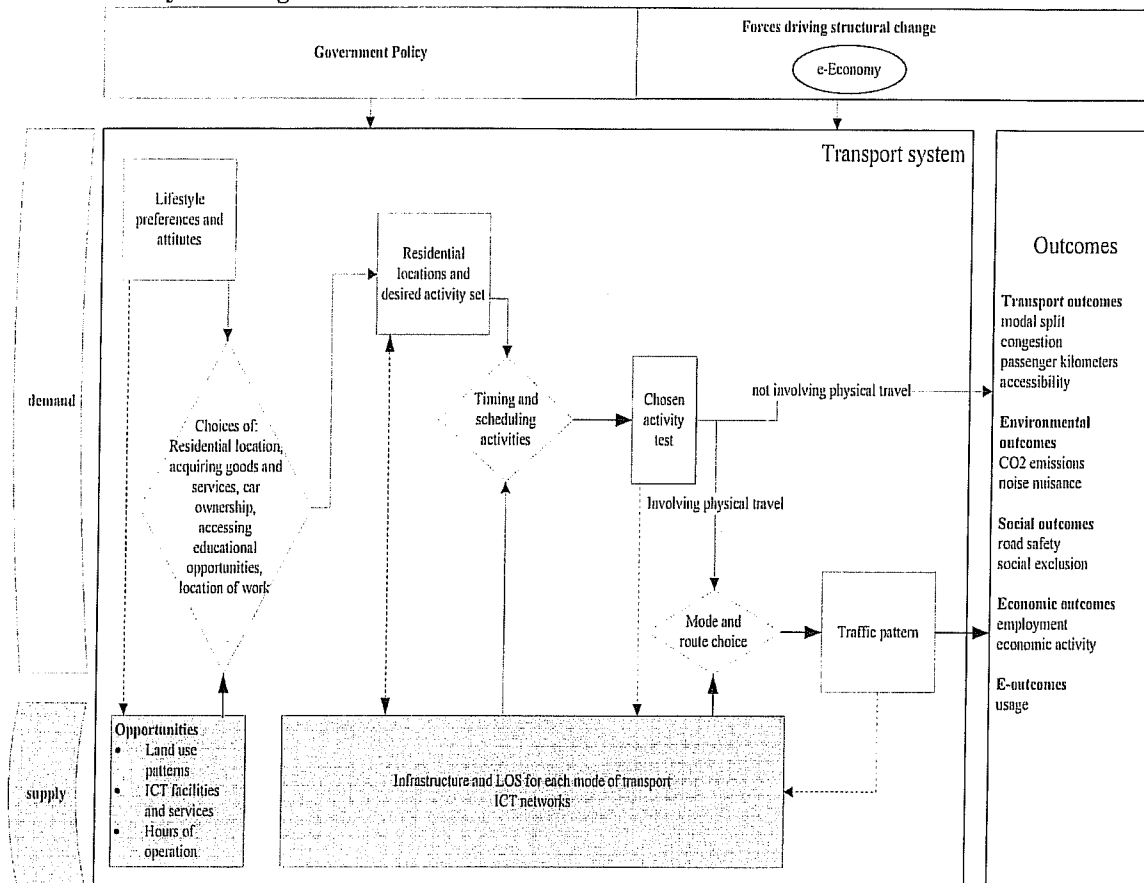 Government Policy
Forces driving structural change
e-Economy
Transport system
demand
Lifestyle
preferences and
attitutes
Residential
locations and
desired activity set
Choices of:
Residential location,
acquiring goods and
services, car
ownership,
accessing
educational
opportunities,
location of work
Timing and
scheduling
activities
Chosen
activity
test
not involving physical travel
Involving physical travel
Mode and
route choice
Traffic pattern
supply
Opportunities
• Land use
patterns
• ICT facilities
and services
• Hours of
operation
Infrastructure and LOS for each mode of transport
ICT networks
Outcomes
Transport outcomes
modal split
congestion
passenger kilometers
accessibility
Environmental
outcomes
CO2 emissions
noise nuisance
Social outcomes
road safety
social exclusion
Economic outcomes
employment
economic activity
E-outcomes
usage